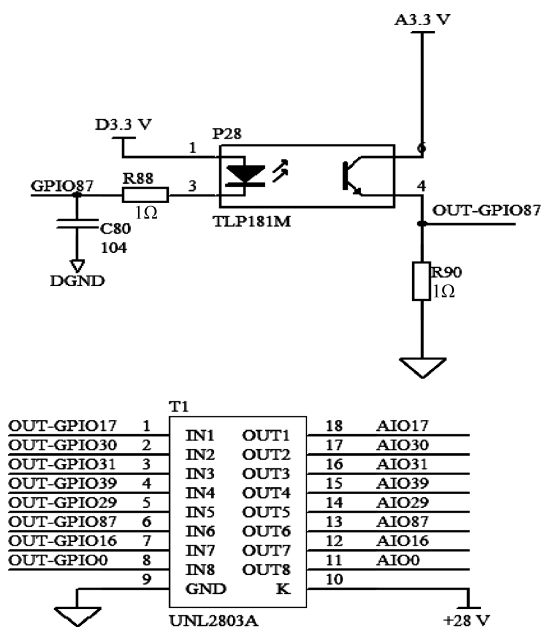 A3.3 V
D3.3 V
P28
1
6
GPIO87
R88
3
4
1Ω
TLP181M
OUT-GPIO87
C80
104
DGND
R90
1Ω
T1
OUT-GPIO17 1 IN1 OUT1 18 AIO17
OUT-GPIO30 2 IN2 OUT2 17 AIO30
OUT-GPIO31 3 IN3 OUT3 16 AIO31
OUT-GPIO39 4 IN4 OUT4 15 AIO39
OUT-GPIO29 5 IN5 OUT5 14 AIO29
OUT-GPIO87 6 IN6 OUT6 13 AIO87
OUT-GPIO16 7 IN7 OUT7 12 AIO16
OUT-GPIO0 8 IN8 OUT8 11 AIO0
9 GND K 10
UNL2803A
+28 V